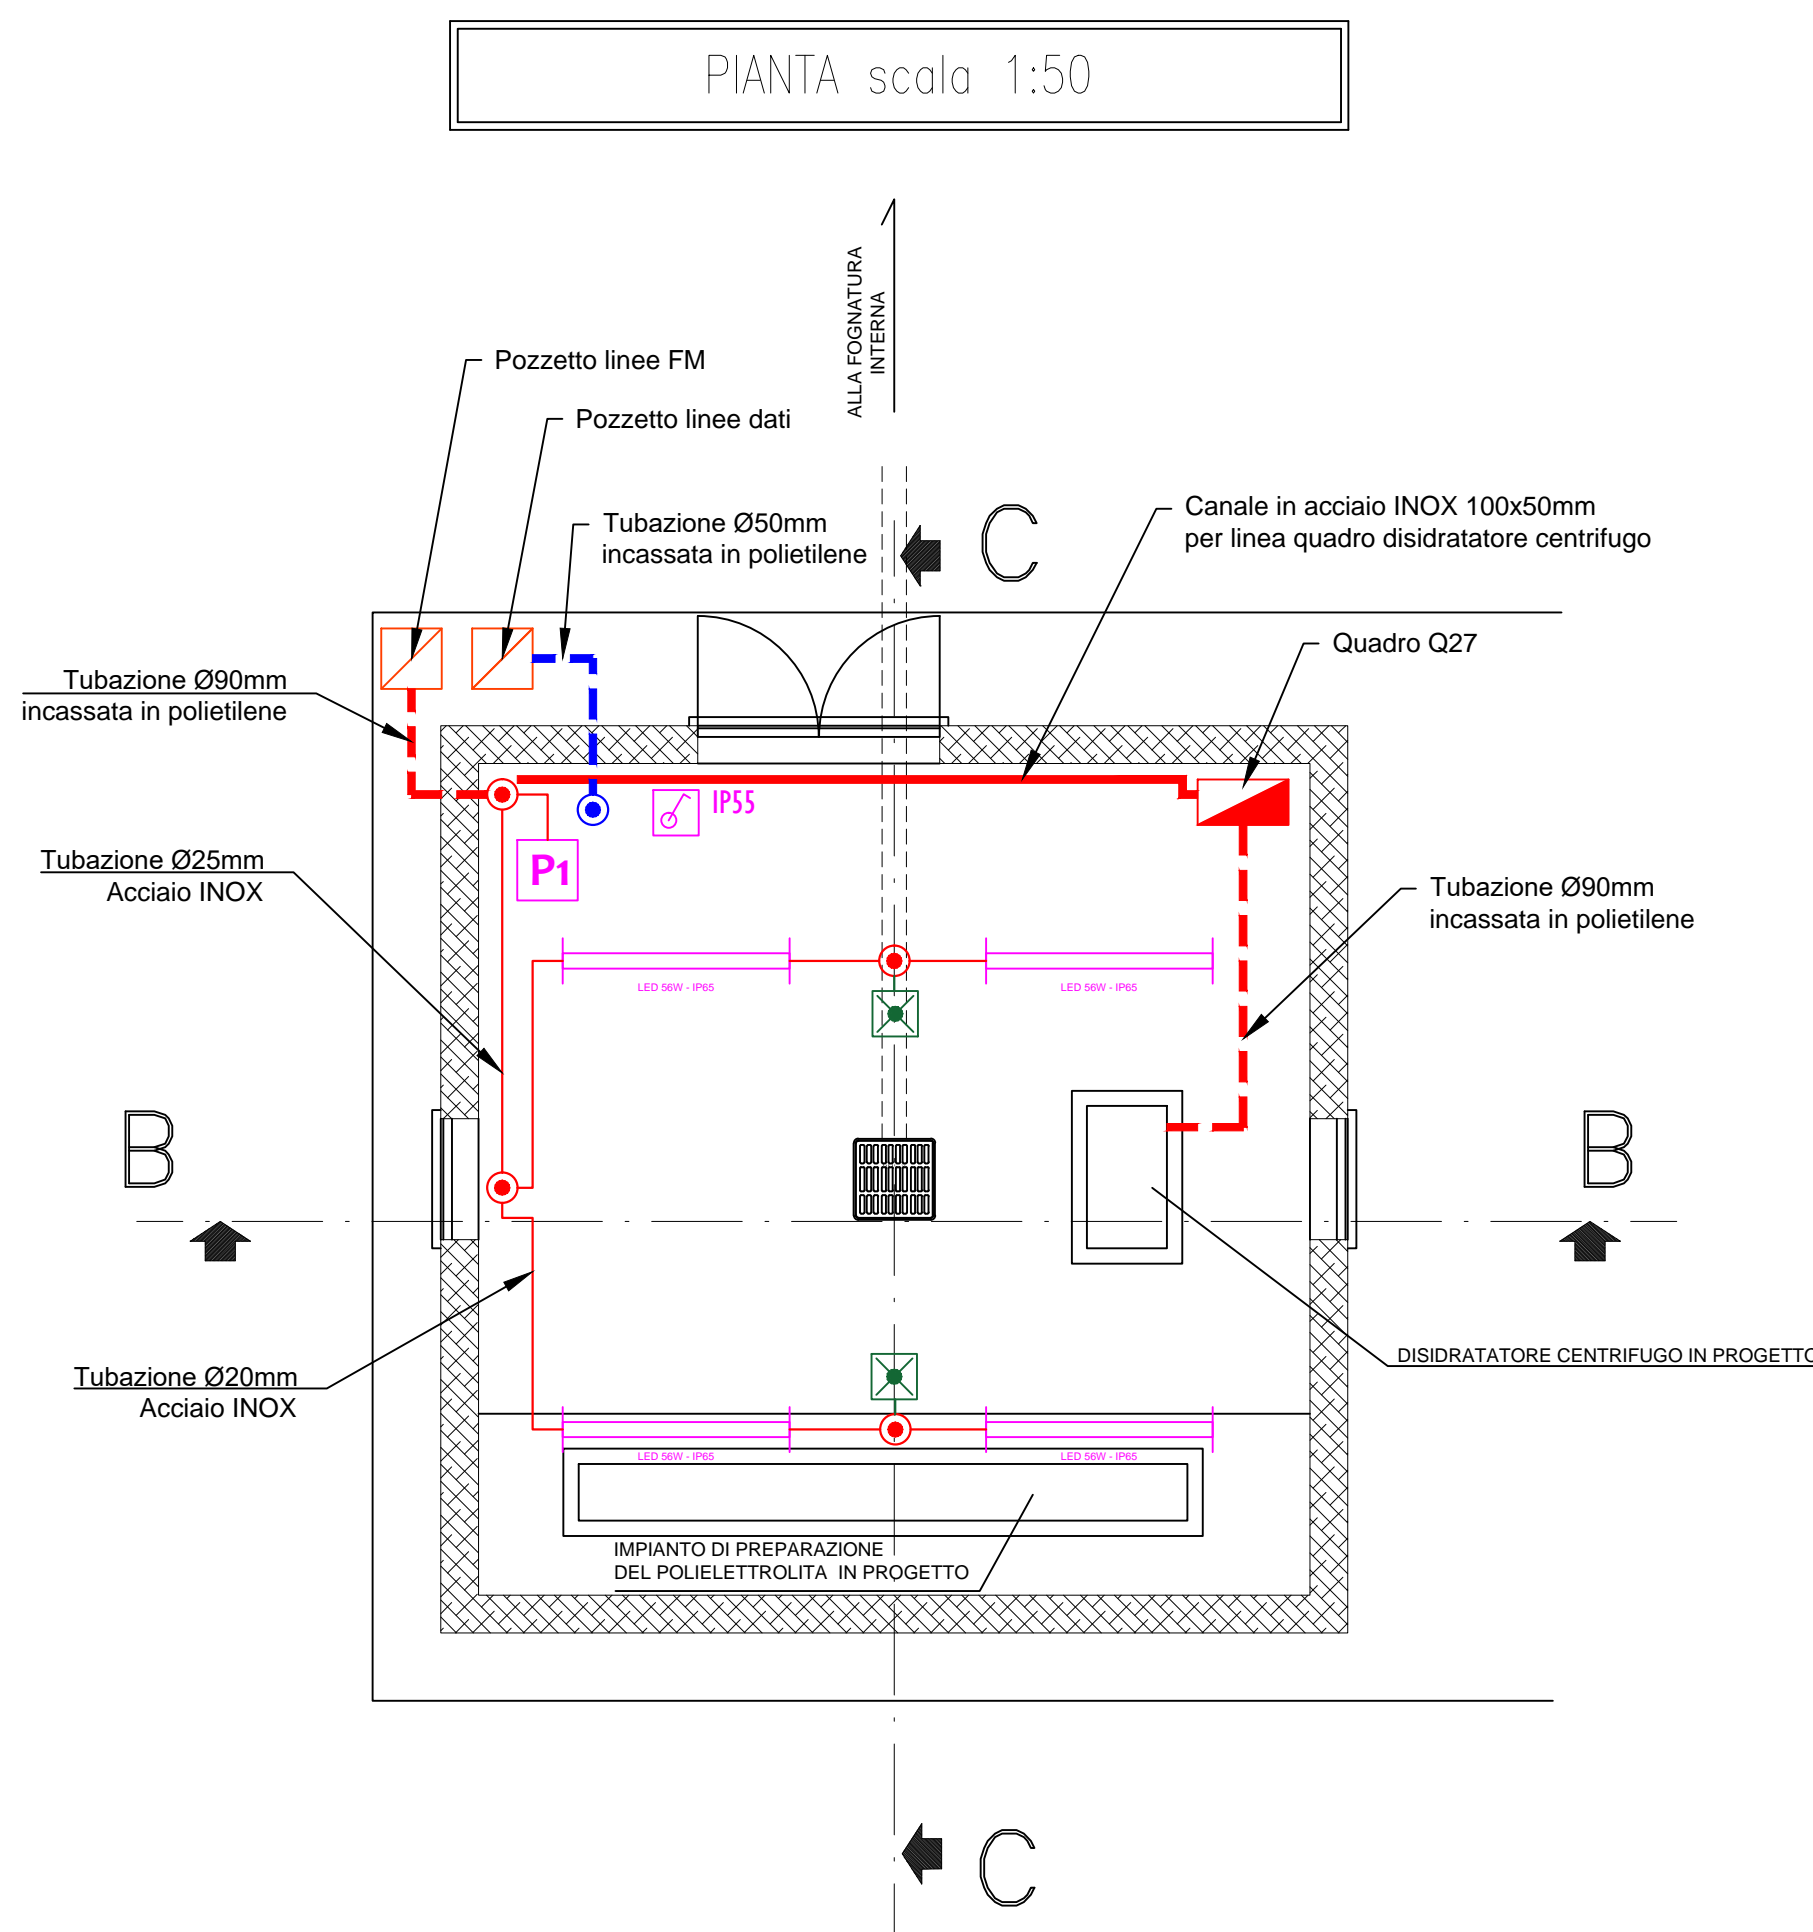 PIANTA scala 1:50
ALLA FOGNATURA
INTERNA
Pozzetto linee FM
Pozzetto linee dati
Tubazione Ø50mm
incassata in polietilene
C
Canale in acciaio INOX 100x50mm
per linea quadro disidratatore centrifugo
Quadro Q27
Tubazione Ø90mm
incassata in polietilene
IP55
P1
Tubazione Ø25mm
Acciaio INOX
Tubazione Ø90mm
incassata in polietilene
LED 56W - IP65
LED 56W - IP65
B
B
DISIDRATATORE CENTRIFUGO IN PROGETTO
Tubazione Ø20mm
Acciaio INOX
LED 56W - IP65
LED 56W - IP65
IMPIANTO DI PREPARAZIONE
DEL POLIELETTROLITA IN PROGETTO
C